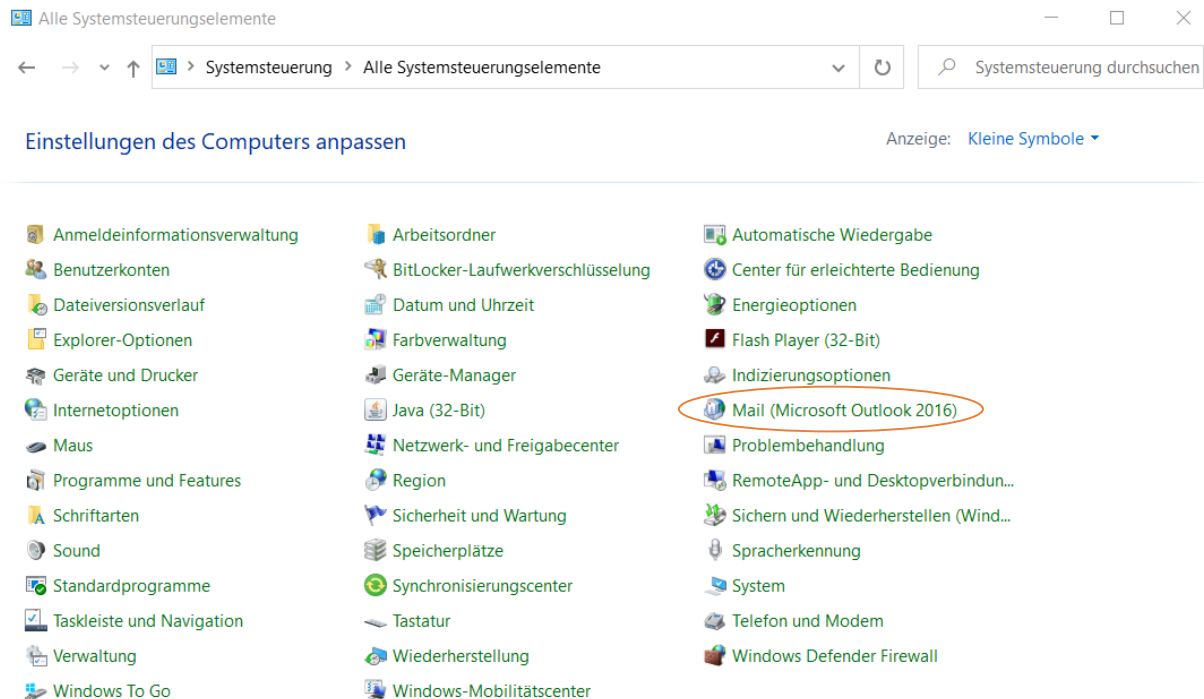 Alle Systemsteuerungselemente
Systemsteuerung > Alle Systemsteuerungselemente
Systemsteuerung durchsuchen
Einstellungen des Computers anpassen
Anzeige: Kleine Symbole
Anmeldeinformationsverwaltung
Arbeitsordner
Automatische Wiedergabe
Benutzerkonten
BitLocker-Laufwerkverschlüsselung
Center für erleichterte Bedienung
Dateiversionsverlauf
Datum und Uhrzeit
Energieoptionen
Explorer-Optionen
Farbverwaltung
Flash Player (32-Bit)
Geräte und Drucker
Geräte-Manager
Indizierungsoptionen
Internetoptionen
Java (32-Bit)
Mail (Microsoft Outlook 2016)
Maus
Netzwerk- und Freigabecenter
Problembehandlung
Programme und Features
Region
RemoteApp- und Desktopverbindun...
Schriftarten
Sicherheit und Wartung
Sichern und Wiederherstellen (Wind...
Sound
Speicherplätze
Spracherkennung
Standardprogramme
Synchronisierungscenter
System
Taskleiste und Navigation
Tastatur
Telefon und Modem
Verwaltung
Wiederherstellung
Windows Defender Firewall
Windows To Go
Windows-Mobilitätscenter